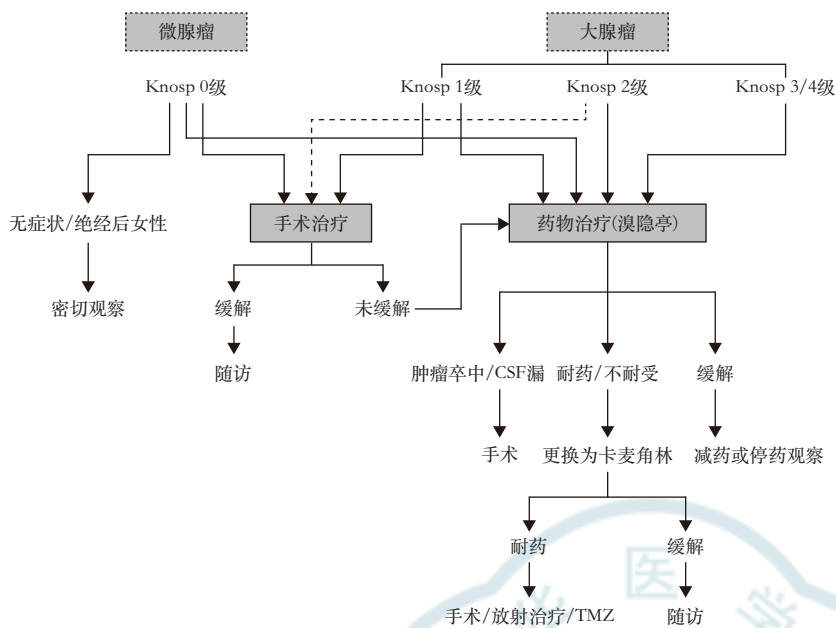 微腺瘤
大腺瘤
Knosp 0级
Knosp 1级
Knosp 2级
Knosp 3/4级
无症状/绝经后女性
手术治疗
药物治疗(溴隐亭)
密切观察
缓解
未缓解
随访
肿瘤卒中/CSF漏
耐药/不耐受
缓解
手术
更换为卡麦角林
减药或停药观察
耐药
缓解
手术/放射治疗/TMZ
随访
医
学